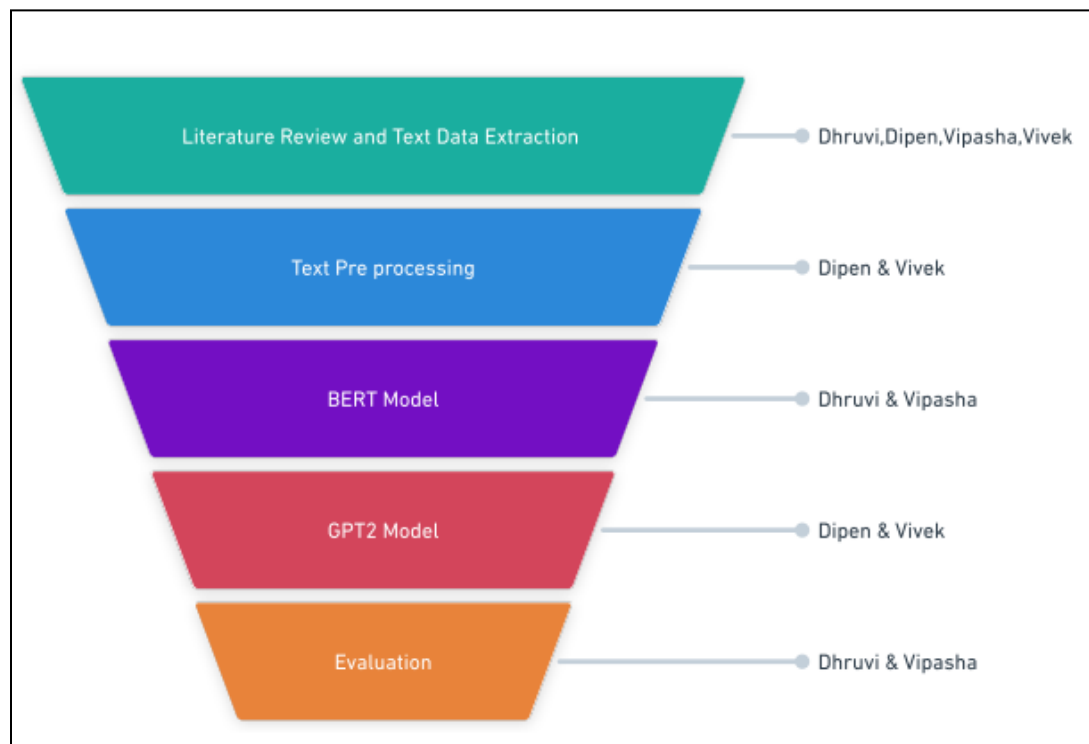 Literature Review and Text Data Extraction
Dhruvi,Dipen,Vipasha,Vivek
Text Pre processing
Dipen & Vivek
BERT Model
Dhruvi & Vipasha
GPT2 Model
Dipen & Vivek
Evaluation
Dhruvi & Vipasha